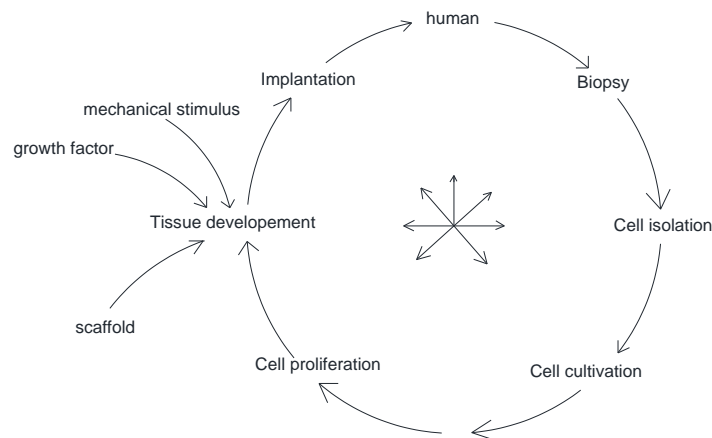 human
Implantation
Biopsy
mechanical stimulus
growth factor
Tissue developement
Cell isolation
scaffold
Cell proliferation
Cell cultivation